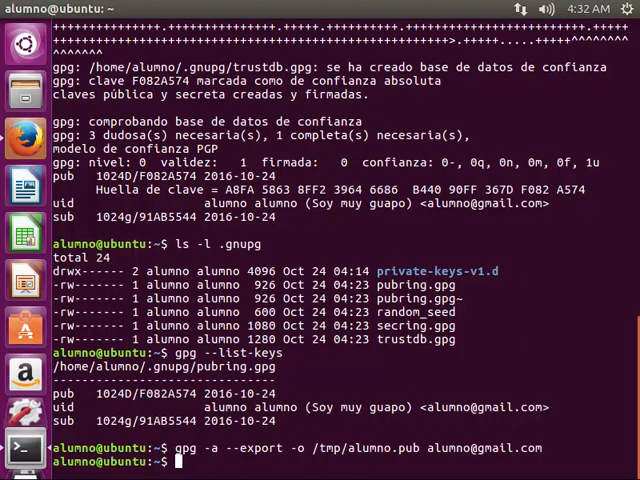 alumno@ubuntu: ~
4:32 AM
++++++++++++++++.+++++++++++++++.+++++.++++++++++.+++++++++++++++++++++++++.+++++
++++++++++++++++++++++++++++++++++++++++++++++++++++++++++>.+++++.....+++++^^^^^^^^
^^^^^^^
gpg: /home/alumno/.gnupg/trustdb.gpg: se ha creado base de datos de confianza
gpg: clave F082A574 marcada como de confianza absoluta
claves pública y secreta creadas y firmadas.
gpg: comprobando base de datos de confianza
gpg: 3 dudosa(s) necesaria(s), 1 completa(s) necesaria(s),
modelo de confianza PGP
gpg: nivel: 0  validez:   1  firmada:   0  confianza: 0-, 0q, 0n, 0m, 0f, 1u
pub   1024D/F082A574 2016-10-24
      Huella de clave = A8FA 5863 8FF2 3964 6686  B440 90FF 367D F082 A574
uid                  alumno alumno (Soy muy guapo) <alumno@gmail.com>
sub   1024g/91AB5544 2016-10-24
alumno@ubuntu:~$ ls -l .gnupg
total 24
drwx------ 2 alumno alumno 4096 Oct 24 04:14 private-keys-v1.d
-rw------- 1 alumno alumno  926 Oct 24 04:23 pubring.gpg
-rw------- 1 alumno alumno  926 Oct 24 04:23 pubring.gpg~
-rw------- 1 alumno alumno  600 Oct 24 04:23 random_seed
-rw------- 1 alumno alumno 1080 Oct 24 04:23 secring.gpg
-rw------- 1 alumno alumno 1280 Oct 24 04:23 trustdb.gpg
alumno@ubuntu:~$ gpg --list-keys
/home/alumno/.gnupg/pubring.gpg
-------------------------------
pub   1024D/F082A574 2016-10-24
uid                  alumno alumno (Soy muy guapo) <alumno@gmail.com>
sub   1024g/91AB5544 2016-10-24
alumno@ubuntu:~$ gpg -a --export -o /tmp/alumno.pub alumno@gmail.com
alumno@ubuntu:~$